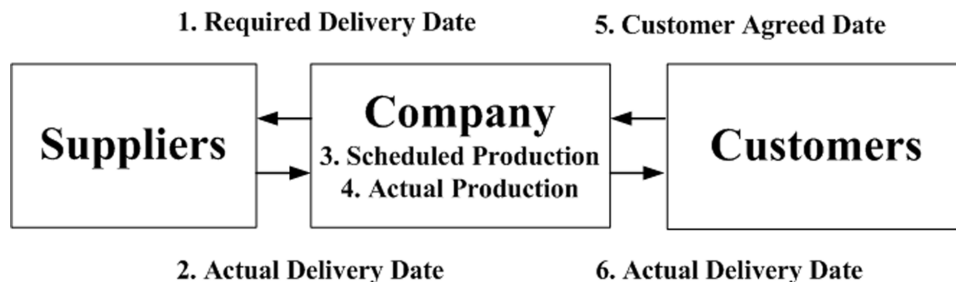 1. Required Delivery Date
5. Customer Agreed Date
Suppliers
Company
3. Scheduled Production
4. Actual Production
Customers
2. Actual Delivery Date
6. Actual Delivery Date